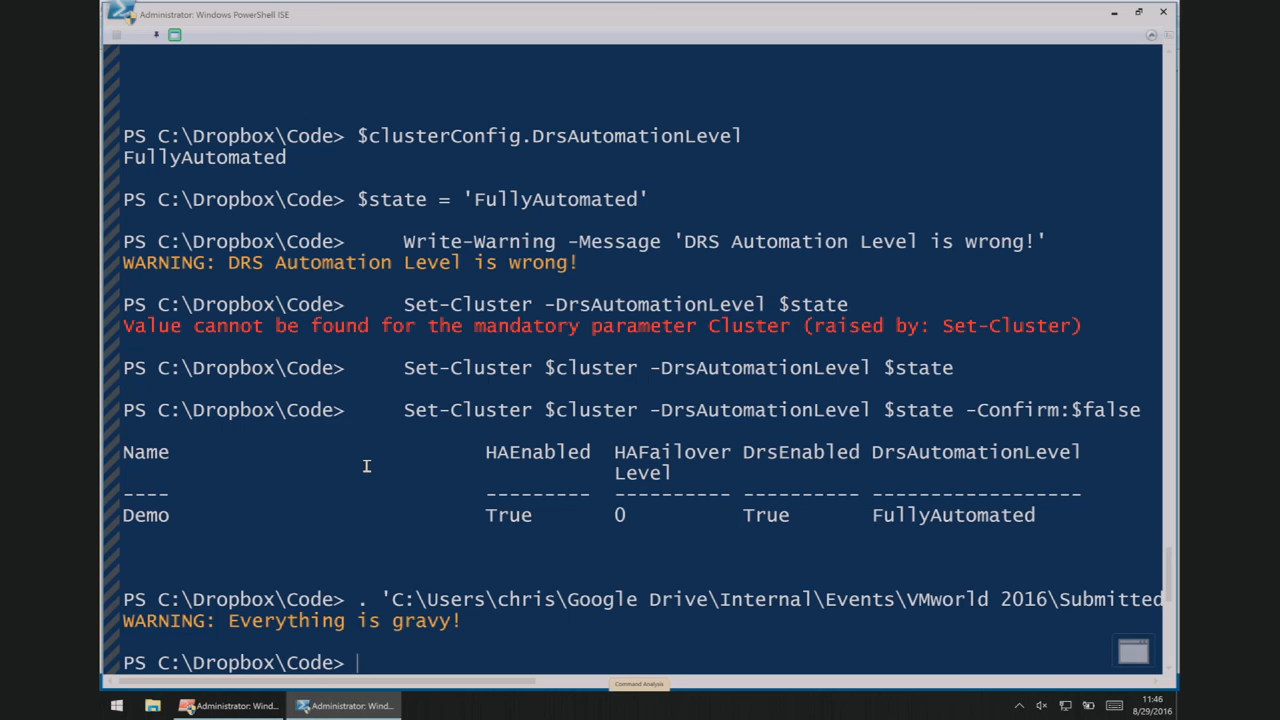 Administrator: Windows PowerShell ISE
PS C:\Dropbox\Code> $clusterConfig.DrsAutomationLevel
FullyAutomated
PS C:\Dropbox\Code> $state = 'FullyAutomated'
PS C:\Dropbox\Code>     Write-Warning -Message 'DRS Automation Level is wrong!'
WARNING: DRS Automation Level is wrong!
PS C:\Dropbox\Code>     Set-Cluster -DrsAutomationLevel $state
Value cannot be found for the mandatory parameter Cluster (raised by: Set-Cluster)
PS C:\Dropbox\Code>     Set-Cluster $cluster -DrsAutomationLevel $state
PS C:\Dropbox\Code>     Set-Cluster $cluster -DrsAutomationLevel $state -Confirm:$false
Name HAEnabled HAFailover DrsEnabled DrsAutomationLevel
Level
---- --------- ---------- ---------- ------------------
Demo True 0 True FullyAutomated
PS C:\Dropbox\Code> . 'C:\Users\chris\Google Drive\Internal\Events\VMworld 2016\Submitted
WARNING: Everything is gravy!
PS C:\Dropbox\Code>
Command Analysis
Administrator: Wind... Administrator: Wind... 11:46
8/29/2016